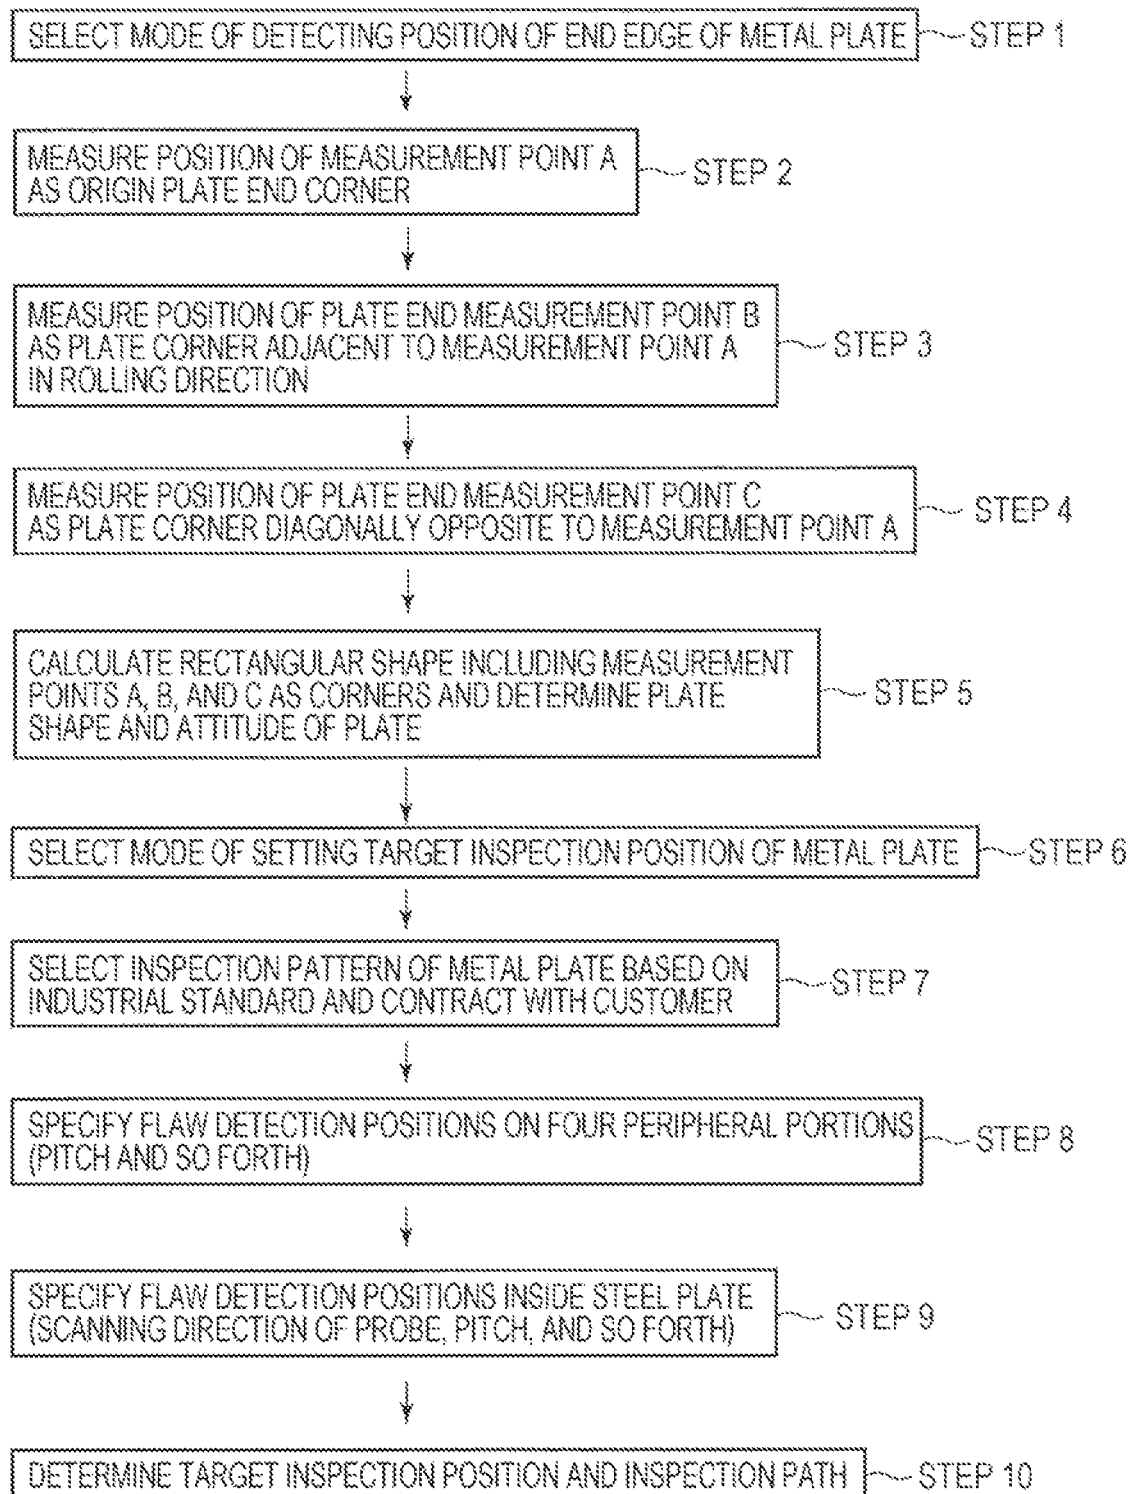 SELECT MODE OF DETECTING POSITION OF END EDGE OF METAL PLATE STEP 1
MEASURE POSITION OF MEASUREMENT POINT A
AS ORIGIN PLATE END CORNER
STEP 2
MEASURE POSITION OF PLATE END MEASUREMENT POINT B
AS PLATE CORNER ADJACENT TO MEASUREMENT POINT A
IN ROLLING DIRECTION
STEP 3
MEASURE POSITION OF PLATE END MEASUREMENT POINT C
AS PLATE CORNER DIAGONALLY OPPOSITE TO MEASUREMENT POINT A
STEP 4
CALCULATE RECTANGULAR SHAPE INCLUDING MEASUREMENT
POINTS A, B, AND C AS CORNERS AND DETERMINE PLATE
SHAPE AND ATTITUDE OF PLATE
STEP 5
SELECT MODE OF SETTING TARGET INSPECTION POSITION OF METAL PLATE STEP 6
SELECT INSPECTION PATTERN OF METAL PLATE BASED ON
INDUSTRIAL STANDARD AND CONTRACT WITH CUSTOMER
STEP 7
SPECIFY FLAW DETECTION POSITIONS ON FOUR PERIPHERAL PORTIONS
(PITCH AND SO FORTH)
STEP 8
SPECIFY FLAW DETECTION POSITIONS INSIDE STEEL PLATE
(SCANNING DIRECTION OF PROBE, PITCH, AND SO FORTH)
STEP 9
DETERMINE TARGET INSPECTION POSITION AND INSPECTION PATH STEP 10